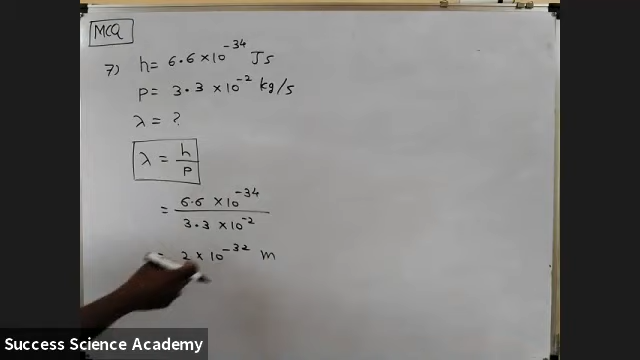 MCQ
7) h = 6.6 × 10⁻³⁴ Js
p = 3.3 × 10⁻² kg/s
λ = ?
λ = h/p
= 6.6 × 10⁻³⁴ / 3.3 × 10⁻²
= 2 × 10⁻³² m
Success Science Academy